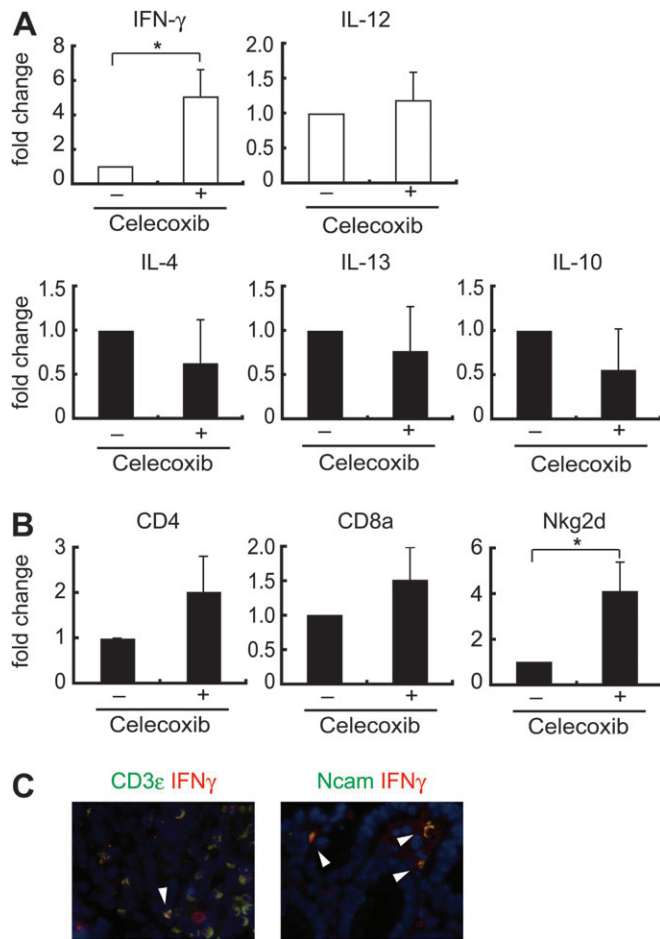 A
IFN-γ IL-12
fold change
8
6
4
2
0
*
– +
Celecoxib
2.0
1.5
1.0
0.5
0
– +
Celecoxib
IL-4 IL-13 IL-10
fold change
1.5
1.0
0.5
0
– +
Celecoxib
1.5
1.0
0.5
0
– +
Celecoxib
1.5
1.0
0.5
0
– +
Celecoxib
B
CD4 CD8a Nkg2d
fold change
3
2
1
0
– +
Celecoxib
2.0
1.5
1.0
0.5
0
– +
Celecoxib
6
4
2
0
*
– +
Celecoxib
C
CD3ε IFNγ Ncam IFNγ